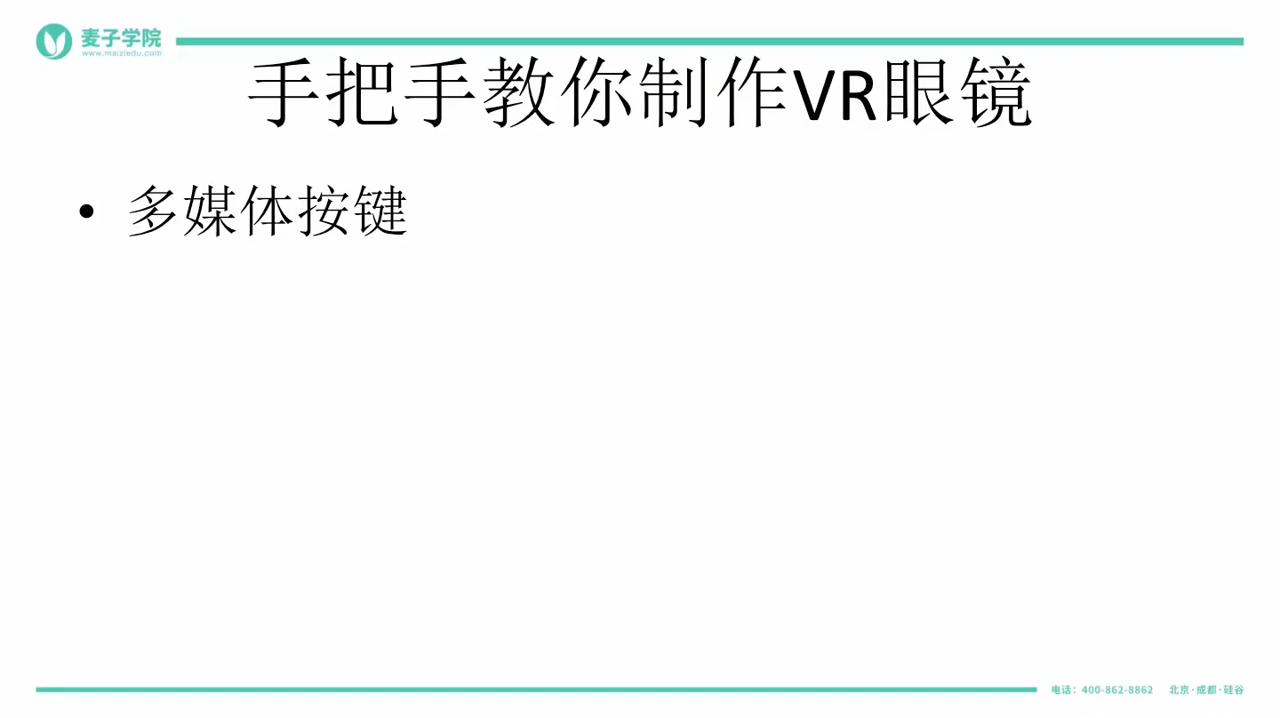 麦子学院
www.maiziedu.com
手把手教你制作VR眼镜
• 多媒体按键
电话：400-862-8862 北京·成都·硅谷